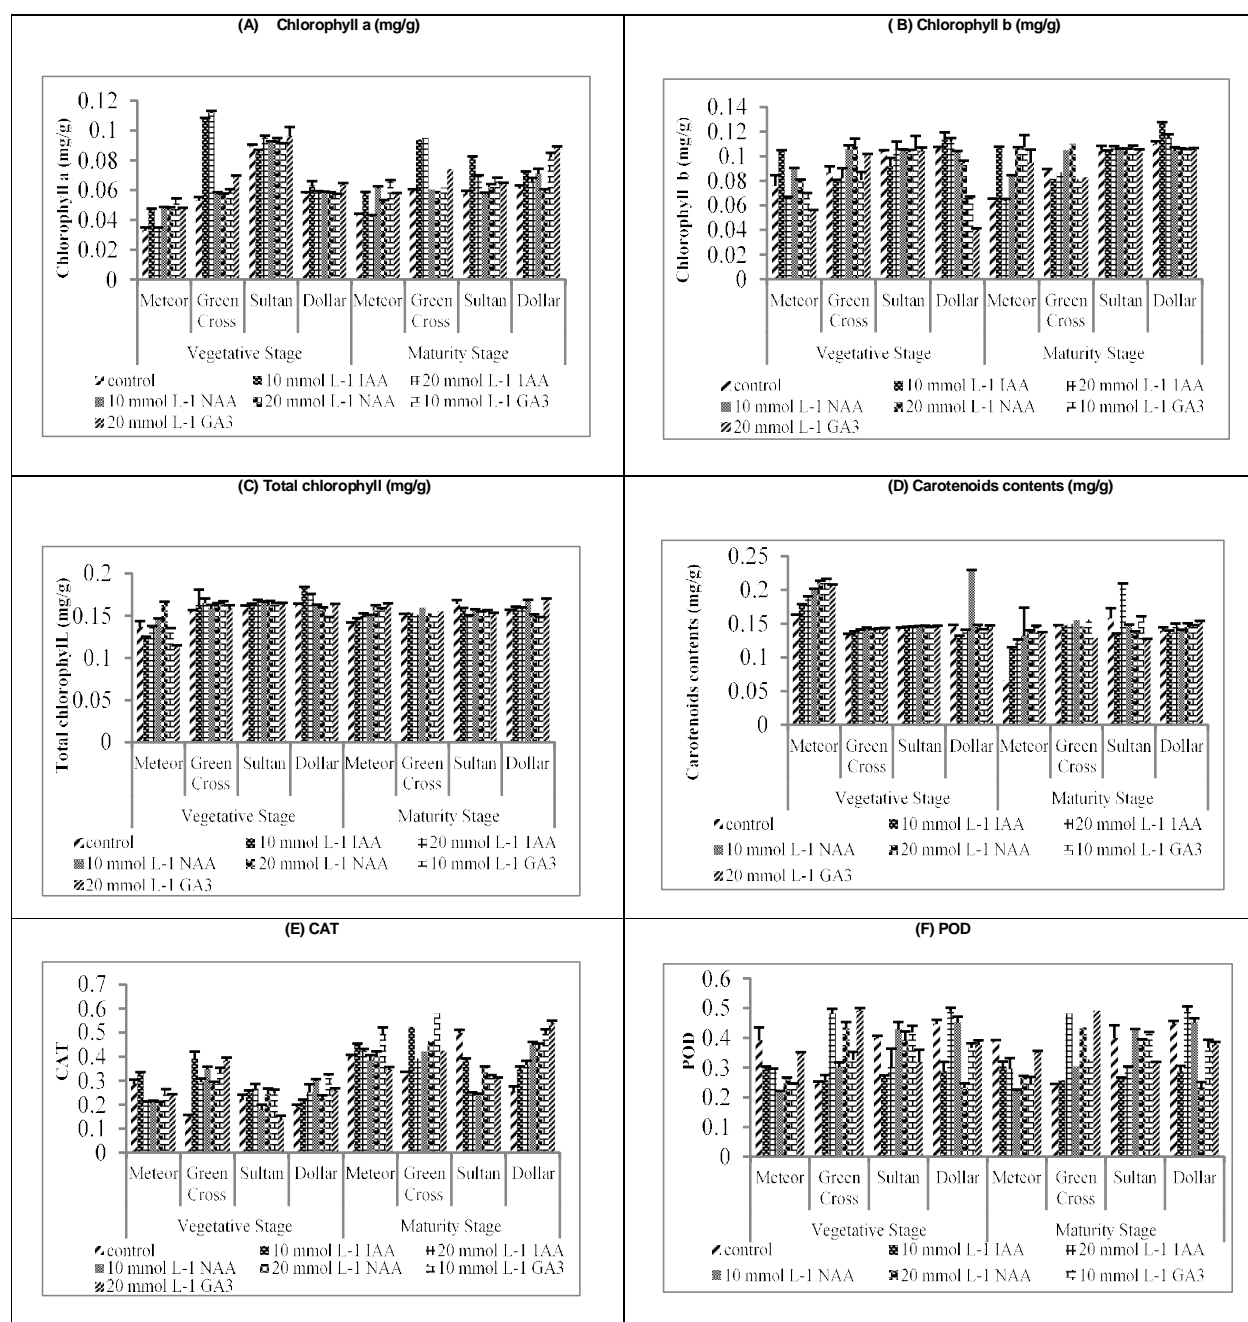 (A) Chlorophyll a (mg/g)
Chlorophyll a (mg/g)
0.12
0.1
0.08
0.06
0.04
0.02
0
Meteor Green Cross Sultan Dollar Meteor Green Cross Sultan Dollar
Vegetative Stage Maturity Stage
control 10 mmol L-1 IAA 20 mmol L-1 1AA
10 mmol L-1 NAA 20 mmol L-1 NAA 10 mmol L-1 GA3
20 mmol L-1 GA3
( B) Chlorophyll b (mg/g)
Chlorophyll b (mg/g)
0.14
0.12
0.1
0.08
0.06
0.04
0.02
0
Meteor Green Cross Sultan Dollar Meteor Green Cross Sultan Dollar
Vegetative Stage Maturity Stage
control 10 mmol L-1 IAA 20 mmol L-1 1AA
10 mmol L-1 NAA 20 mmol L-1 NAA 10 mmol L-1 GA3
20 mmol L-1 GA3
(C) Total chlorophyll (mg/g)
Total chlorophyll (mg/g)
0.2
0.15
0.1
0.05
0
Meteor Green Cross Sultan Dollar Meteor Green Cross Sultan Dollar
Vegetative Stage Maturity Stage
control 10 mmol L-1 IAA 20 mmol L-1 1AA
10 mmol L-1 NAA 20 mmol L-1 NAA 10 mmol L-1 GA3
20 mmol L-1 GA3
(D) Carotenoids contents (mg/g)
Carotenoids contents (mg/g)
0.25
0.2
0.15
0.1
0.05
0
Meteor Green Cross Sultan Dollar Meteor Green Cross Sultan Dollar
Vegetative Stage Maturity Stage
control 10 mmol L-1 IAA 20 mmol L-1 1AA
10 mmol L-1 NAA 20 mmol L-1 NAA 10 mmol L-1 GA3
20 mmol L-1 GA3
(E) CAT
CAT
0.7
0.6
0.5
0.4
0.3
0.2
0.1
0
Meteor Green Cross Sultan Dollar Meteor Green Cross Sultan Dollar
Vegetative Stage Maturity Stage
control 10 mmol L-1 IAA 20 mmol L-1 1AA
10 mmol L-1 NAA 20 mmol L-1 NAA 10 mmol L-1 GA3
20 mmol L-1 GA3
(F) POD
POD
0.6
0.5
0.4
0.3
0.2
0.1
0
Meteor Green Cross Sultan Dollar Meteor Green Cross Sultan Dollar
Vegetative Stage Maturity Stage
control 10 mmol L-1 IAA 20 mmol L-1 1AA
10 mmol L-1 NAA 20 mmol L-1 NAA 10 mmol L-1 GA3